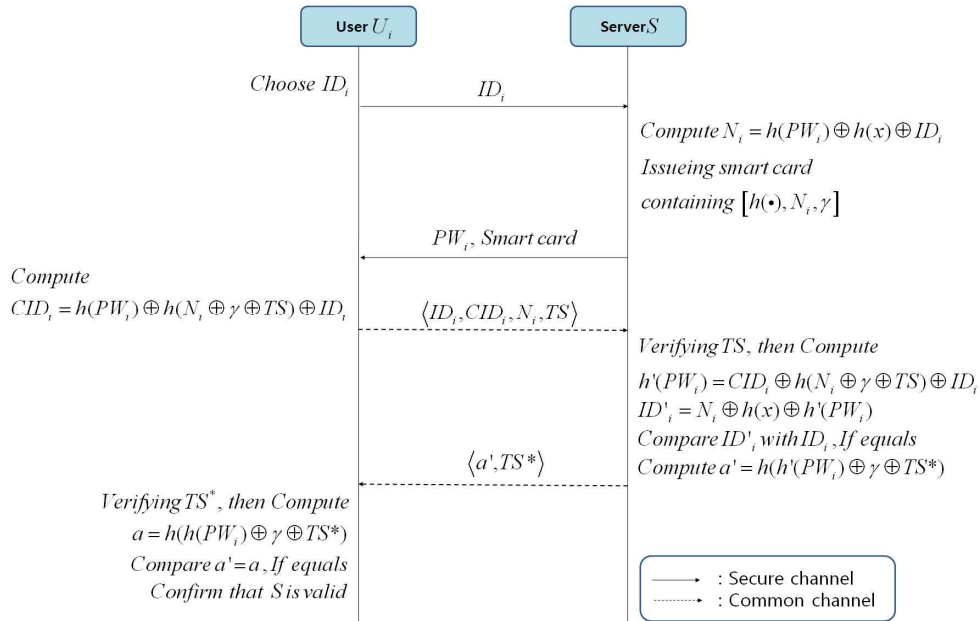 User U_i
Server S
Choose ID_i
ID_i
Compute N_i = h(PW_i) ⊕ h(x) ⊕ ID_i
Issueing smart card
containing [h(•), N_i, γ]
PW_i, Smart card
Compute
CID_i = h(PW_i) ⊕ h(N_i ⊕ γ ⊕ TS) ⊕ ID_i
⟨ID_i, CID_i, N_i, TS⟩
Verifying TS, then Compute
h'(PW_i) = CID_i ⊕ h(N_i ⊕ γ ⊕ TS) ⊕ ID_i
ID'_i = N_i ⊕ h(x) ⊕ h'(PW_i)
Compare ID'_i with ID_i, If equals
Compute a' = h(h'(PW_i) ⊕ γ ⊕ TS*)
⟨a', TS*⟩
Verifying TS*, then Compute
a = h(h(PW_i) ⊕ γ ⊕ TS*)
Compare a' = a, If equals
Confirm that S is valid
: Secure channel
: Common channel